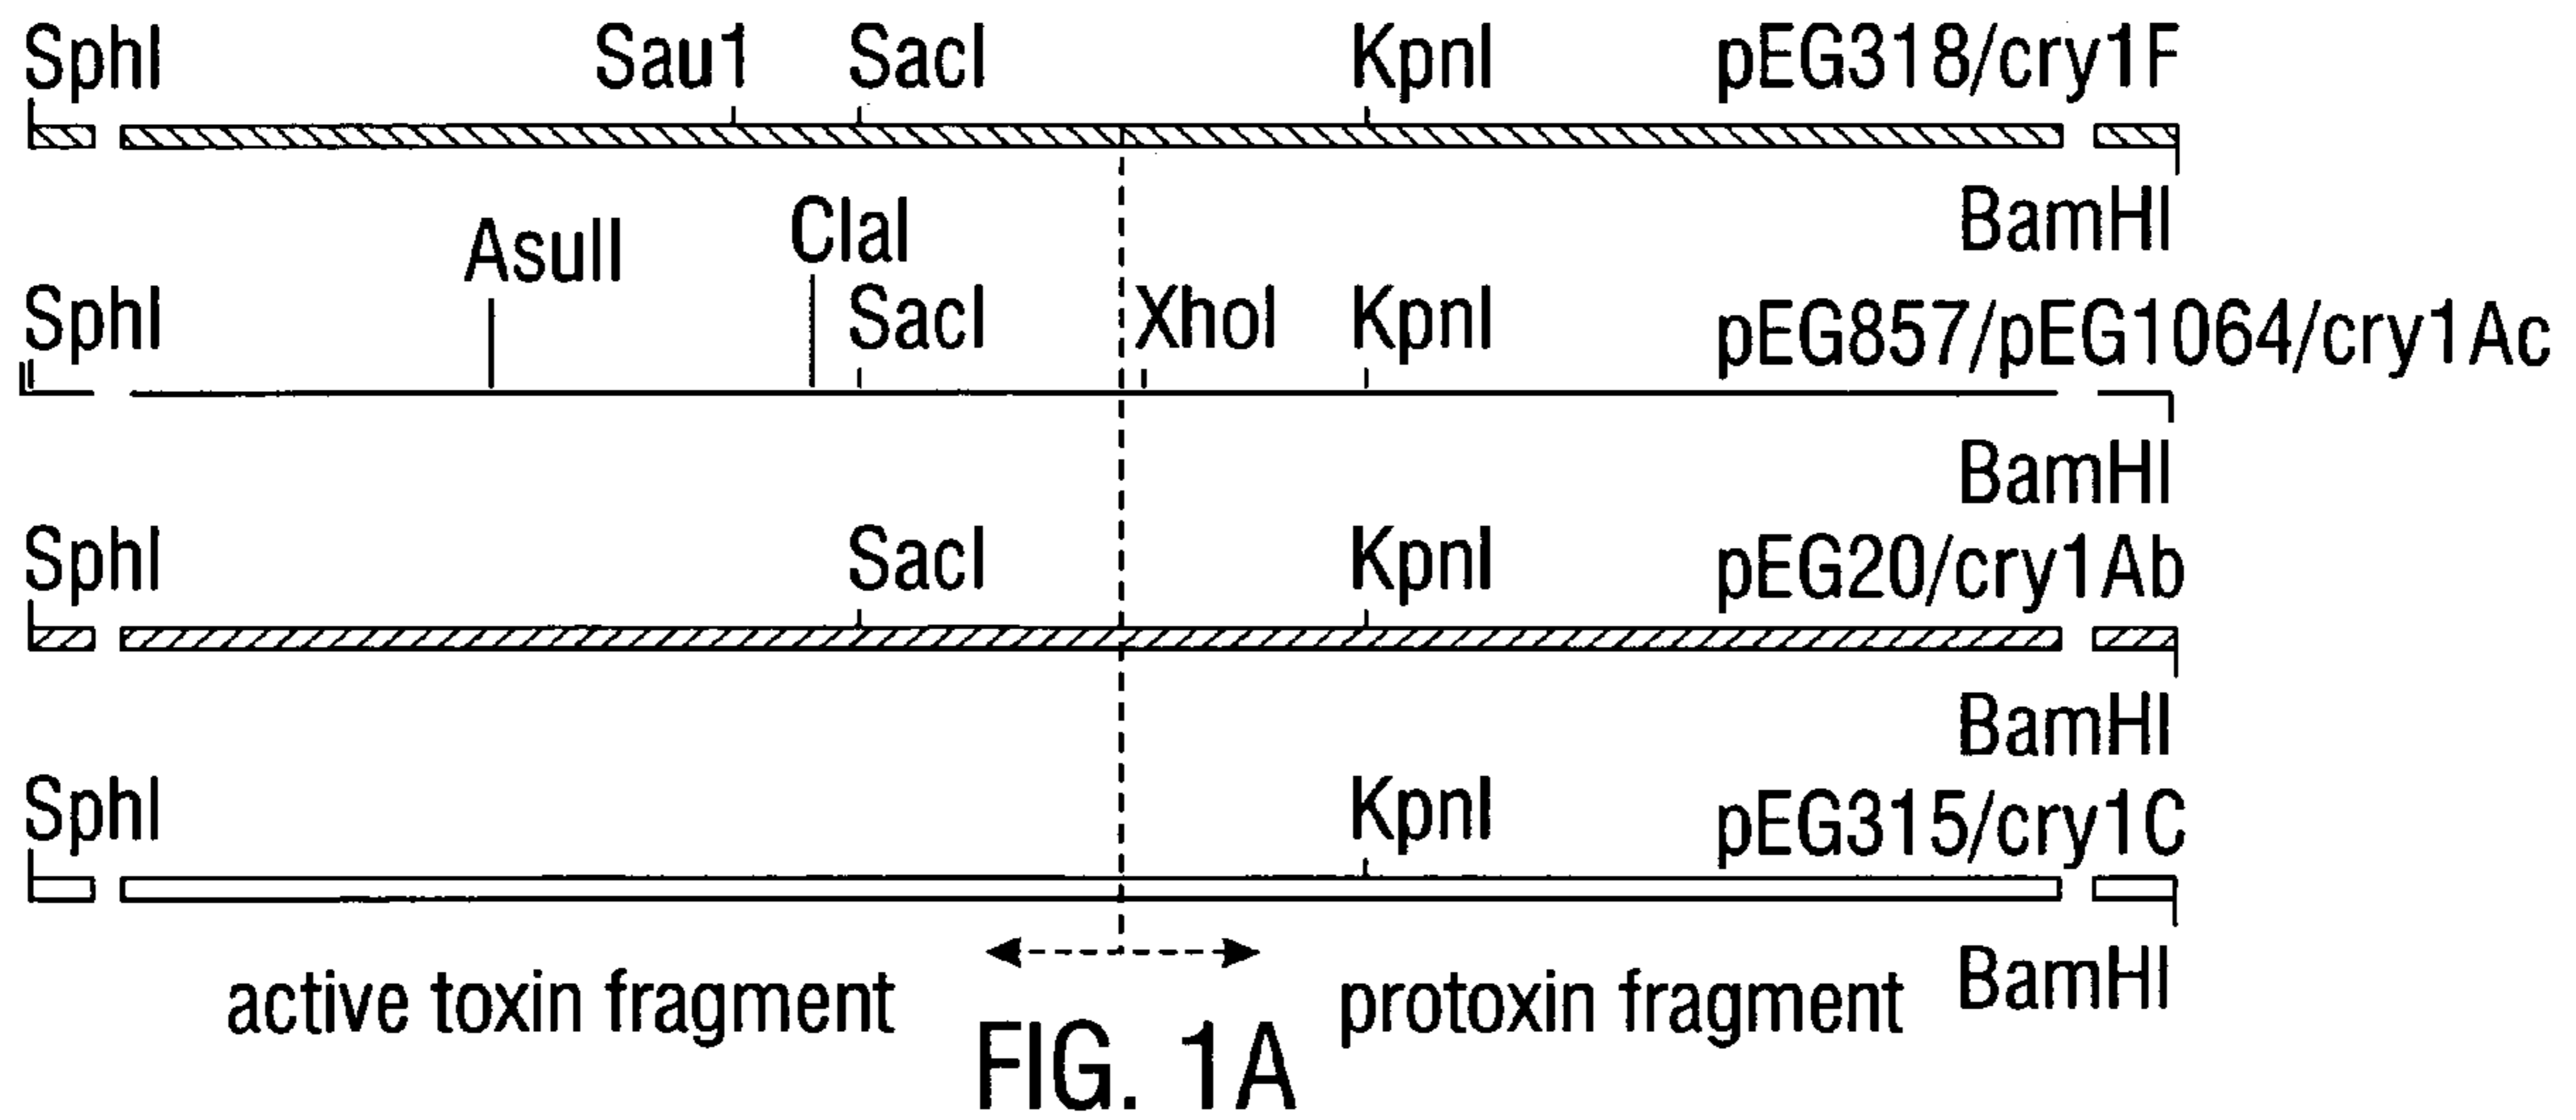 SphI Sau1 SacI KpnI pEG318/cry1F
BamHI
AsuII ClaI
SphI SacI XhoI KpnI pEG857/pEG1064/cry1Ac
BamHI
SphI SacI KpnI pEG20/cry1Ab
BamHI
SphI KpnI pEG315/cry1C
BamHI
active toxin fragment protoxin fragment
FIG. 1A